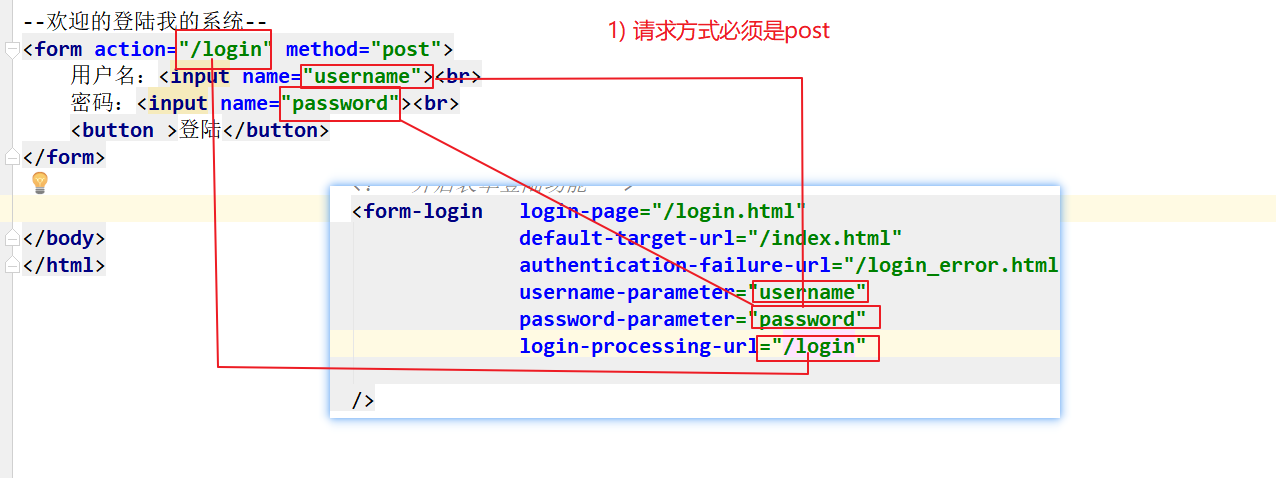 --欢迎的登陆我的系统--
1) 请求方式必须是post
<form action="/login" method="post">
用户名：<input name="username"><br>
密码：<input name="password"><br>
<button >登陆</button>
</form>
</body>
</html>
<form-login login-page="/login.html"
default-target-url="/index.html"
authentication-failure-url="/login_error.html
username-parameter="username"
password-parameter="password"
login-processing-url="/login"
/>